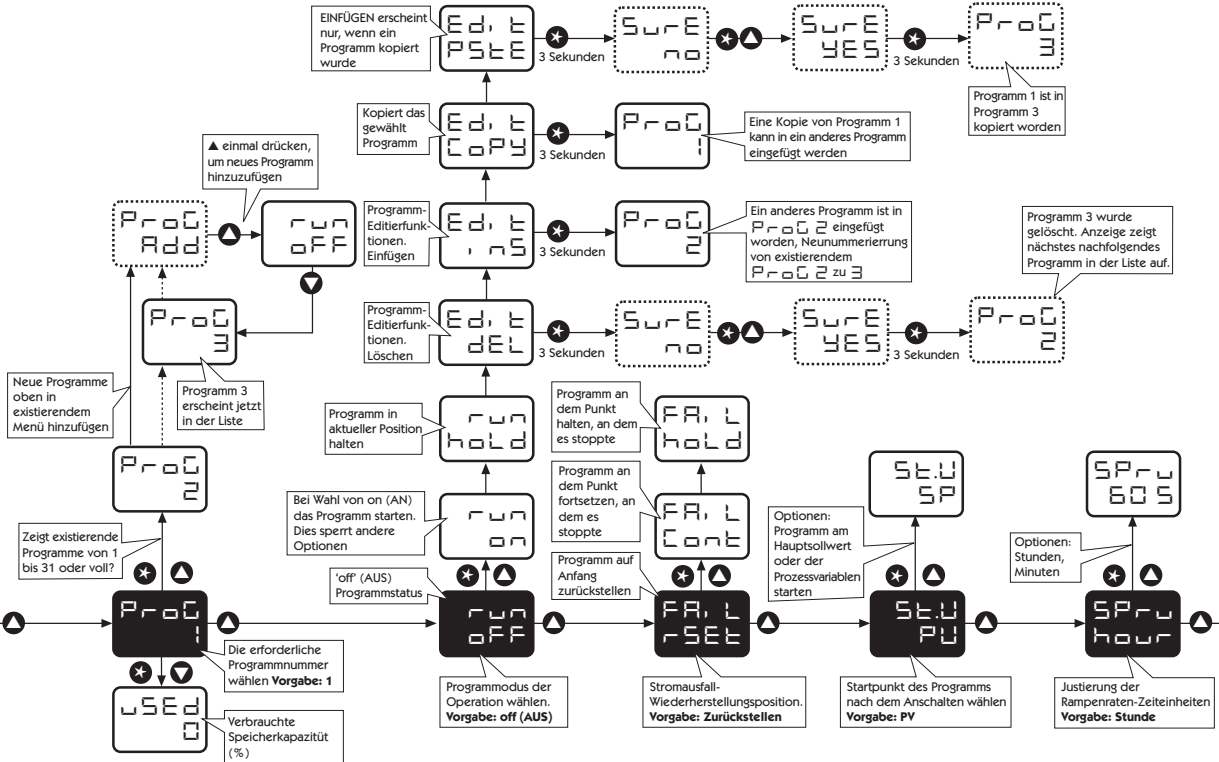 EINFÜGEN erscheint
nur, wenn ein
Programm kopiert
wurde
Edit
PStE
3 Sekunden
SurE
no
SurE
YES
3 Sekunden
ProG
3
Programm 1 ist in
Programm 3
kopiert worden
Kopiert das
gewählt
Programm
Edit
CoPY
3 Sekunden
ProG
1
Eine Kopie von Programm 1
kann in ein anderes Programm
eingefügt werden
▲ einmal drücken,
um neues Programm
hinzuzufügen
ProG
Add
run
oFF
ProG
3
Programm 3
erscheint jetzt
in der Liste
Neue Programme
oben in
existierendem
Menü hinzufügen
ProG
2
Programm-
Editierfunk-
tionen.
Einfügen
Edit
inS
3 Sekunden
ProG
2
Ein anderes Programm ist in
ProG 2 eingefügt
worden, Neunummerierrung
von existierendem
ProG 2 zu 3
Programm 3 wurde
gelöscht. Anzeige zeigt
nächstes nachfolgendes
Programm in der Liste auf.
Programm-
Editierfunk-
tionen.
Löschen
Edit
dEL
3 Sekunden
SurE
no
SurE
YES
3 Sekunden
ProG
2
Programm in
aktueller Position
halten
run
hoLd
Programm an
dem Punkt
halten, an dem
es stoppte
FAiL
hoLd
Bei Wahl von on (AN)
das Programm starten.
Dies sperrt andere
Optionen
run
on
Programm an
dem Punkt
fortsetzen, an
dem es
stoppte
FAiL
Cont
Optionen:
Programm am
Hauptsollwert
oder der
Prozessvariablen
starten
St.U
SP
Optionen:
Stunden,
Minuten
SPru
60 S
Zeigt existierende
Programme von 1
bis 31 oder voll?
'off' (AUS)
Programmstatus
Programm auf
Anfang
zurückstellen
ProG
1
run
oFF
FAiL
rSEt
St.U
PU
SPru
hour
Die erforderliche
Programmnummer
wählen Vorgabe: 1
uSEd
0
Verbrauchte
Speicherkapazitüt
(%)
Programmodus der
Operation wählen.
Vorgabe: off (AUS)
Stromausfall-
Wiederherstellungsposition.
Vorgabe: Zurückstellen
Startpunkt des Programms
nach dem Anschalten wählen
Vorgabe: PV
Justierung der
Rampenraten-Zeiteinheiten
Vorgabe: Stunde